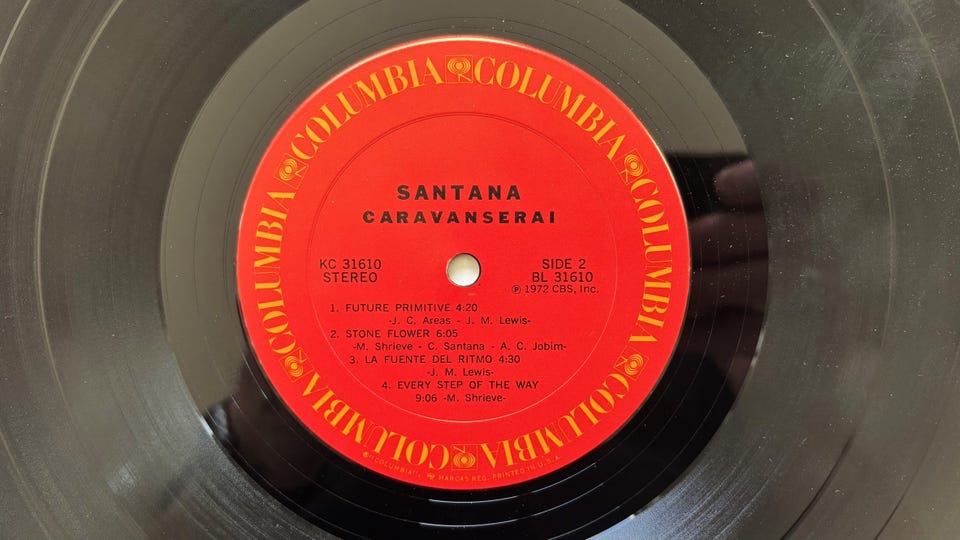 COLUMBIA COLUMBIA COLUMBIA COLUMBIA COLUMBIA COLUMBIA COLUMBIA
SANTANA
CARAVANSERAI
KC 31610
STEREO
SIDE 2
BL 31610
℗ 1972 CBS, Inc.
1. FUTURE PRIMITIVE 4:20
-J. C. Areas - J. M. Lewis-
2. STONE FLOWER 6:05
-M. Shrieve - C. Santana - A. C. Jobim-
3. LA FUENTE DEL RITMO 4:30
-J. M. Lewis-
4. EVERY STEP OF THE WAY
9:06 -M. Shrieve-
®"COLUMBIA", MARCAS REG. PRINTED IN U.S.A.